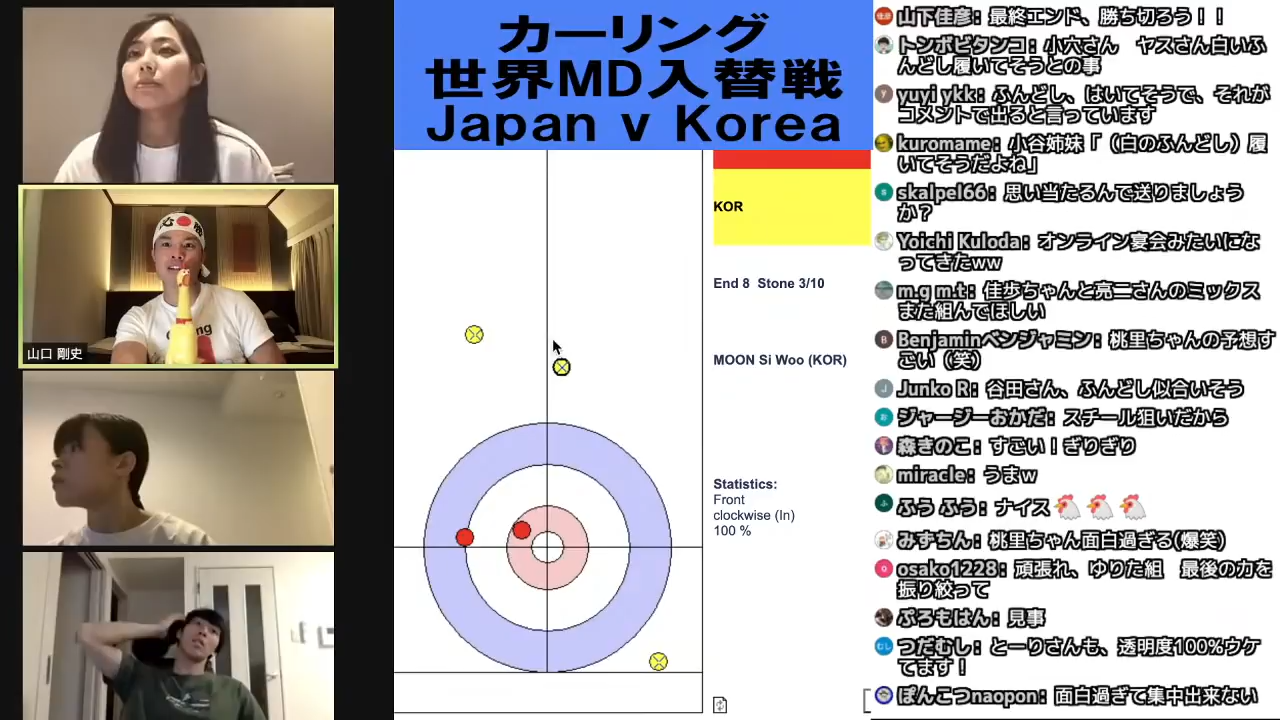 カーリング
世界MD入替戦
Japan v Korea
必 勝
山口 剛史
KOR
End 8 Stone 3/10
MOON Si Woo (KOR)
Statistics:
Front
clockwise (In)
100 %
山下佳彦: 最終エンド、勝ち切ろう！！
トンボビタンコ: 小穴さん　ヤスさん白いふ
んどし履いてそうとの事
yuyi ykk: ふんどし、はいてそうで、それが
コメントで出ると言っています
kuromame: 小谷姉妹「（白のふんどし）履
いてそうだよね」
skalpel66: 思い当たるんで送りましょう
か？
Yoichi Kuloda: オンライン宴会みたいにな
ってきたww
m.g m.t: 佳歩ちゃんと亮二さんのミックス
また組んでほしい
Benjaminベンジャミン: 桃里ちゃんの予想す
ごい（笑）
Junko R: 谷田さん、ふんどし似合いそう
ジャージーおかだ: スチール狙いだから
森きのこ: すごい！ぎりぎり
miracle: うまw
ふう ふう: ナイス
みずちん: 桃里ちゃん面白過ぎる(爆笑)
osako1228: 頑張れ、ゆりた組　最後の力を
振り絞って
ぷろもはん: 見事
つだむし: とーりさんも、透明度100%ウケ
てます！
ぽんこつnaopon: 面白過ぎて集中出来ない